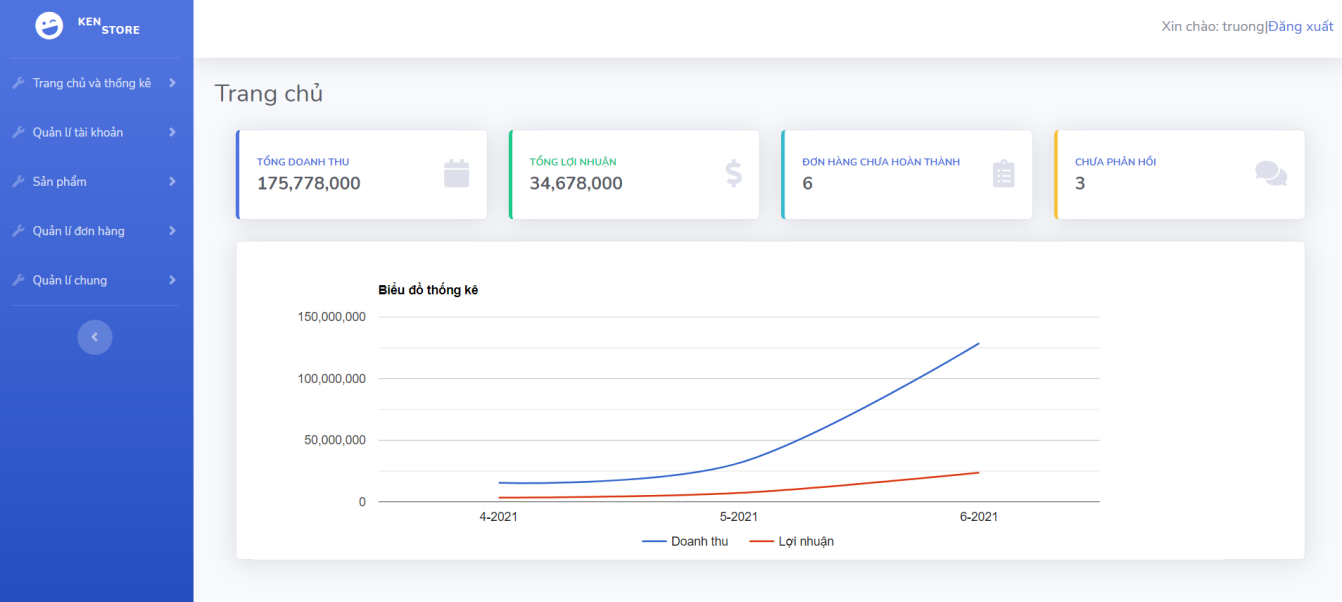 KEN STORE
Xin chào: truong|Đăng xuất
Trang chủ và thống kê
Quản lí tài khoản
Sản phẩm
Quản lí đơn hàng
Quản lí chung
Trang chủ
TỔNG DOANH THU
175,778,000
TỔNG LỢI NHUẬN
34,678,000
ĐƠN HÀNG CHƯA HOÀN THÀNH
6
CHƯA PHẢN HỒI
3
Biểu đồ thống kê
150,000,000
100,000,000
50,000,000
0
4-2021 5-2021 6-2021
Doanh thu Lợi nhuận